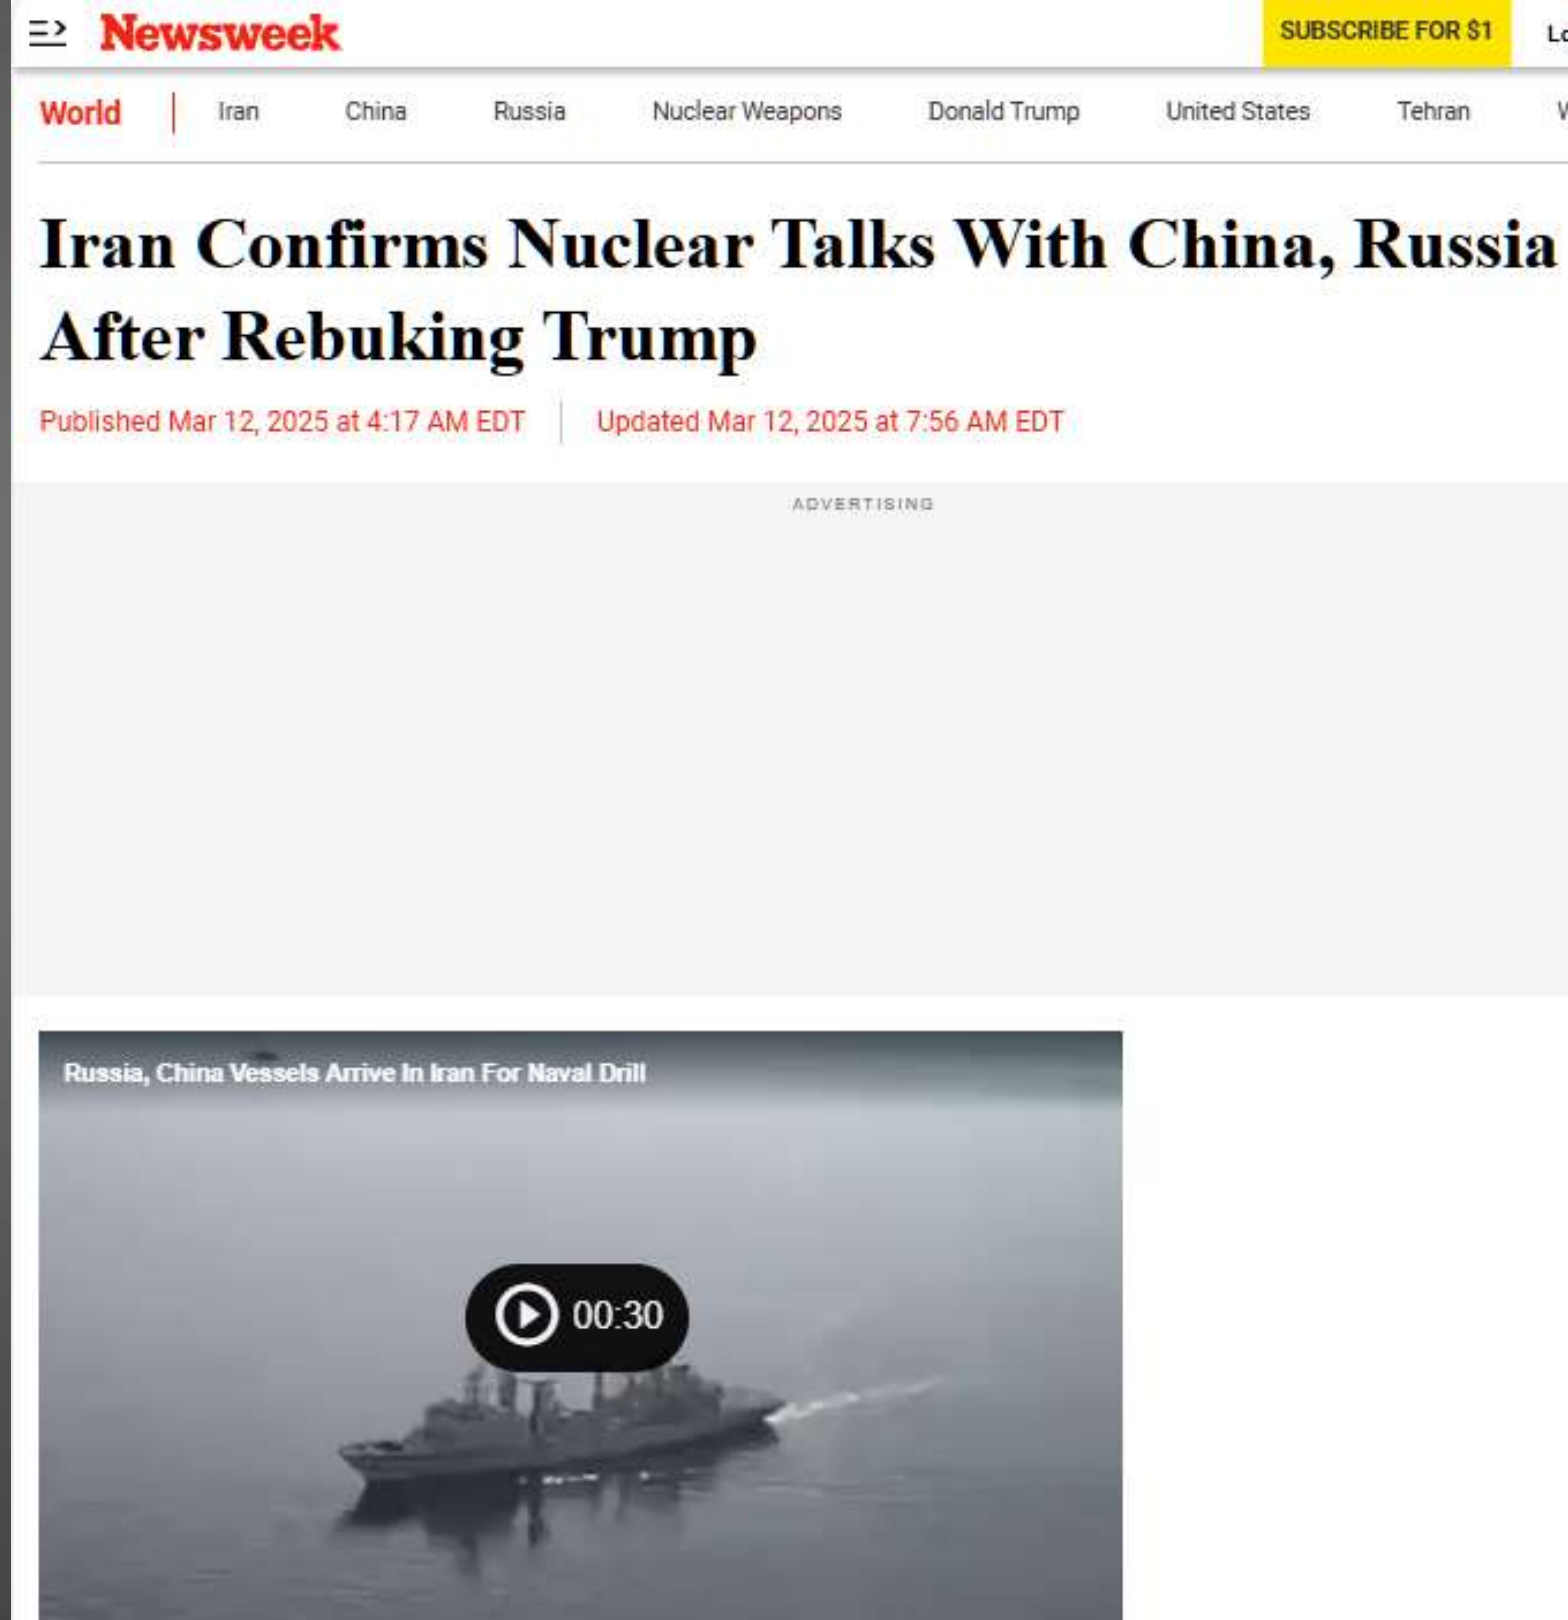 Newsweek
SUBSCRIBE FOR $1
World
Iran
China
Russia
Nuclear Weapons
Donald Trump
United States
Tehran
Iran Confirms Nuclear Talks With China, Russia
After Rebuking Trump
Published Mar 12, 2025 at 4:17 AM EDT
Updated Mar 12, 2025 at 7:56 AM EDT
ADVERTISING
Russia, China Vessels Arrive In Iran For Naval Drill
00:30